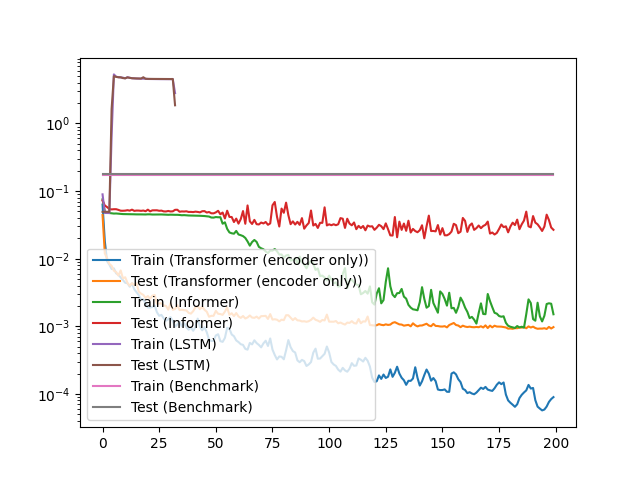 10⁰
10⁻¹
10⁻²
10⁻³
10⁻⁴
Train (Transformer (encoder only))
Test (Transformer (encoder only))
Train (Informer)
Test (Informer)
Train (LSTM)
Test (LSTM)
Train (Benchmark)
Test (Benchmark)
0 25 50 75 100 125 150 175 200